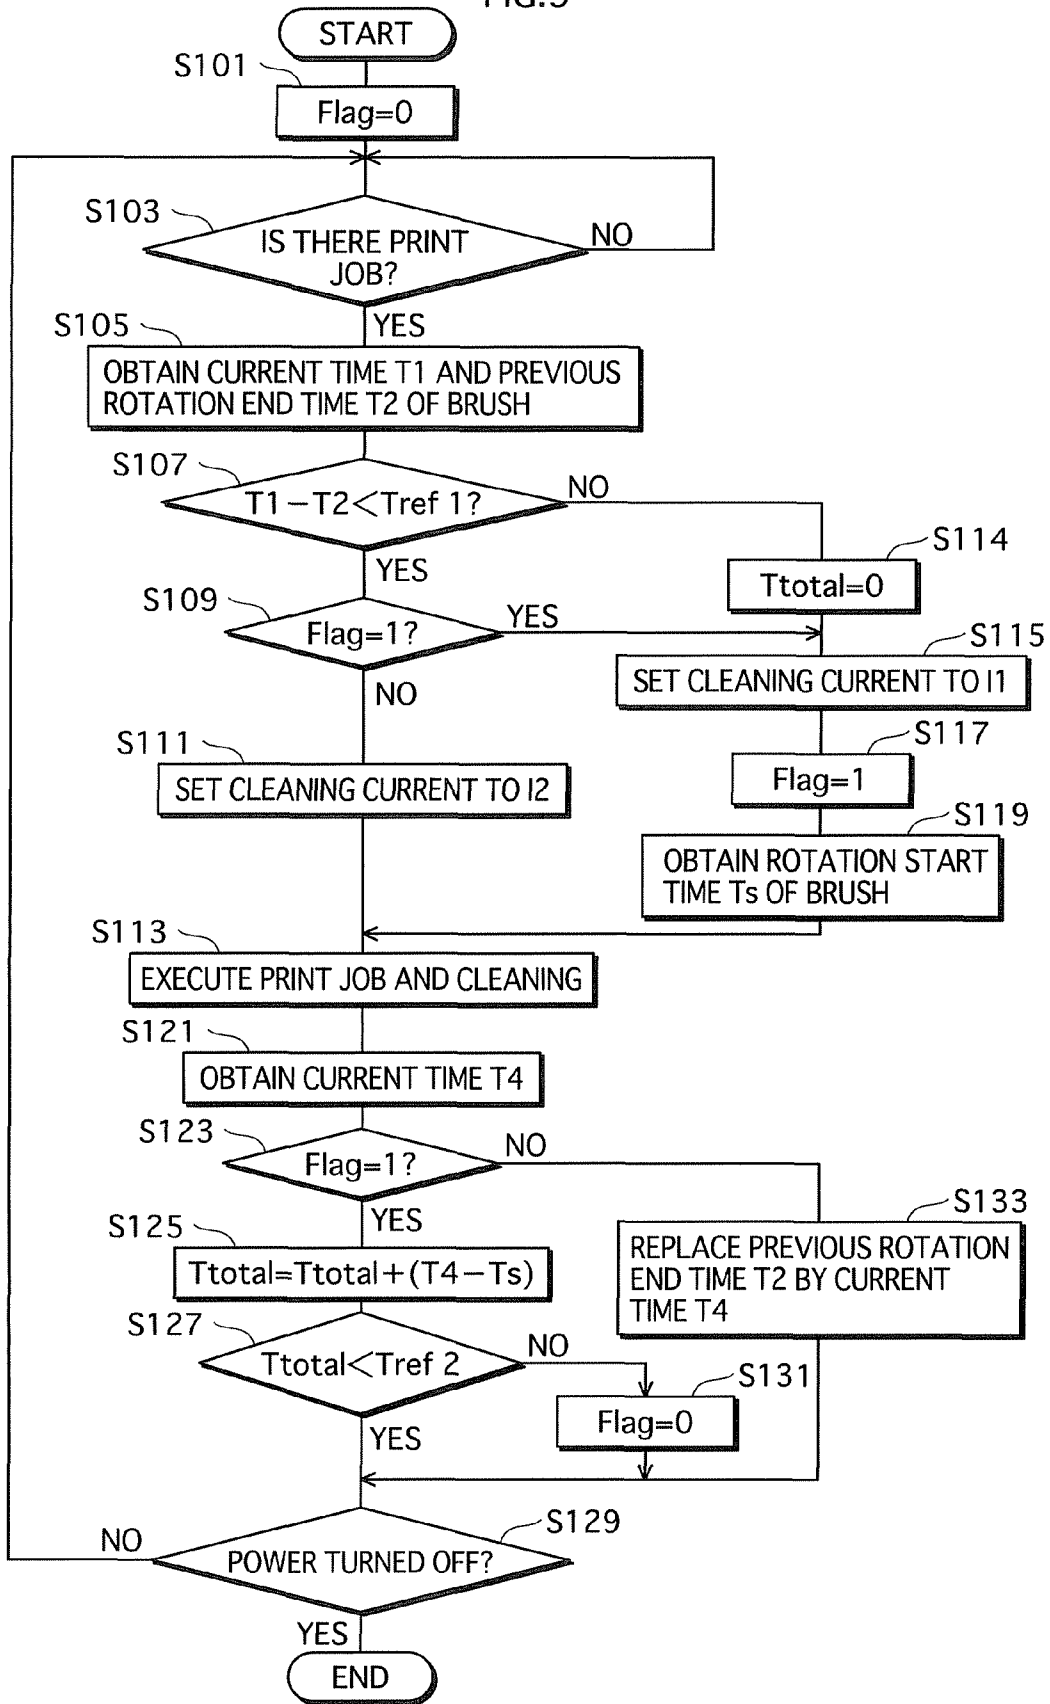 START
S101
Flag=0
S103
IS THERE PRINT
JOB?
NO
YES
S105
OBTAIN CURRENT TIME T1 AND PREVIOUS
ROTATION END TIME T2 OF BRUSH
S107
T1－T2<Tref 1?
NO
YES
S114
Ttotal=0
S109
Flag=1?
YES
NO
S115
SET CLEANING CURRENT TO I1
S117
Flag=1
S111
SET CLEANING CURRENT TO I2
S119
OBTAIN ROTATION START
TIME Ts OF BRUSH
S113
EXECUTE PRINT JOB AND CLEANING
S121
OBTAIN CURRENT TIME T4
S123
Flag=1?
NO
YES
S125
Ttotal=Ttotal+(T4－Ts)
S133
REPLACE PREVIOUS ROTATION
END TIME T2 BY CURRENT
TIME T4
S127
Ttotal<Tref 2
NO
YES
S131
Flag=0
S129
POWER TURNED OFF?
NO
YES
END